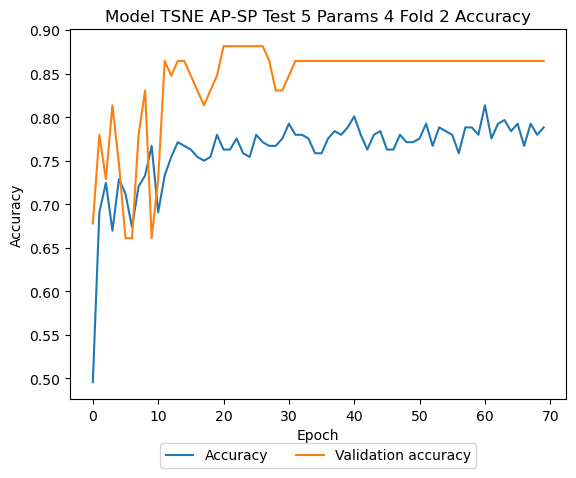 Model TSNE AP-SP Test 5 Params 4 Fold 2 Accuracy
0.90
0.85
0.80
0.75
0.70
0.65
0.60
0.55
0.50
Accuracy
0 10 20 30 40 50 60 70
Epoch
Accuracy Validation accuracy